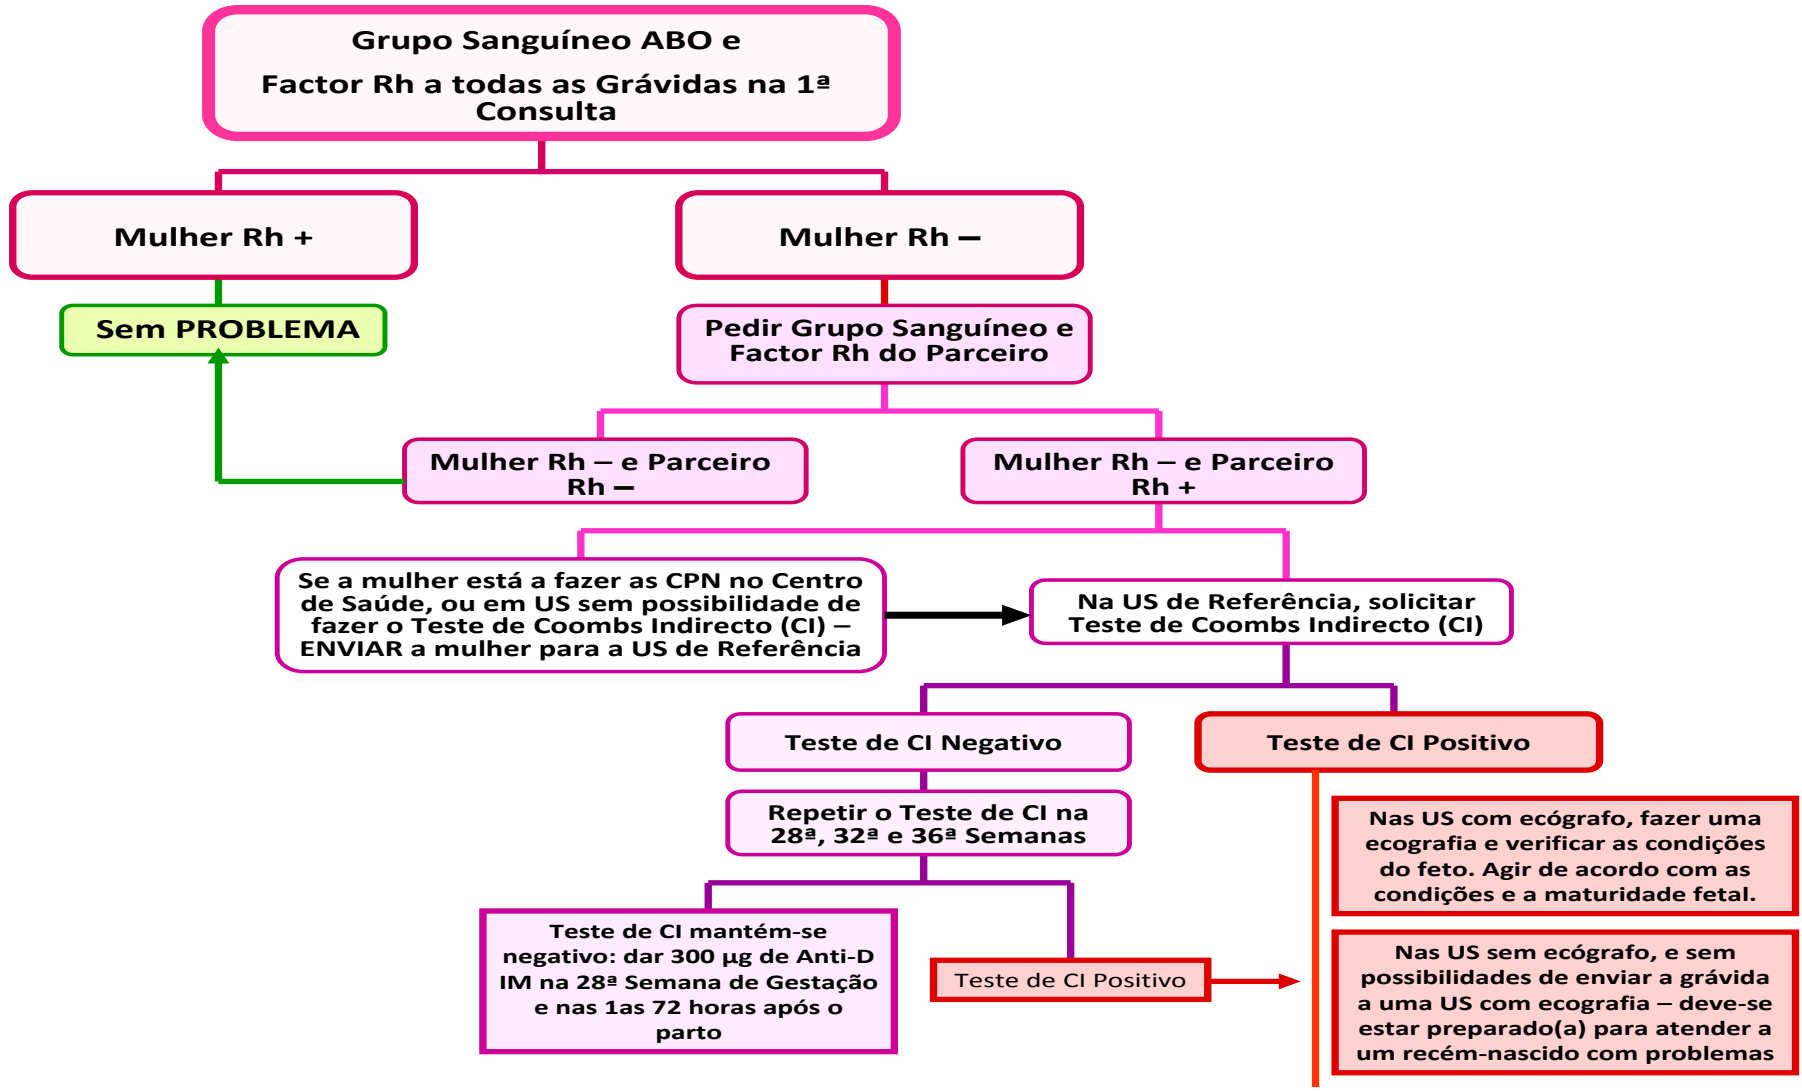 Grupo Sanguíneo ABO e
Factor Rh a todas as Grávidas na 1ª
Consulta
Mulher Rh +
Mulher Rh –
Sem PROBLEMA
Pedir Grupo Sanguíneo e
Factor Rh do Parceiro
Mulher Rh – e Parceiro
Rh –
Mulher Rh – e Parceiro
Rh +
Se a mulher está a fazer as CPN no Centro
de Saúde, ou em US sem possibilidade de
fazer o Teste de Coombs Indirecto (CI) –
ENVIAR a mulher para a US de Referência
Na US de Referência, solicitar
Teste de Coombs Indirecto (CI)
Teste de CI Negativo
Teste de CI Positivo
Repetir o Teste de CI na
28ª, 32ª e 36ª Semanas
Nas US com ecógrafo, fazer uma
ecografia e verificar as condições
do feto. Agir de acordo com as
condições e a maturidade fetal.
Teste de CI mantém-se
negativo: dar 300 µg de Anti-D
IM na 28ª Semana de Gestação
e nas 1as 72 horas após o
parto
Teste de CI Positivo
Nas US sem ecógrafo, e sem
possibilidades de enviar a grávida
a uma US com ecografia – deve-se
estar preparado(a) para atender a
um recém-nascido com problemas